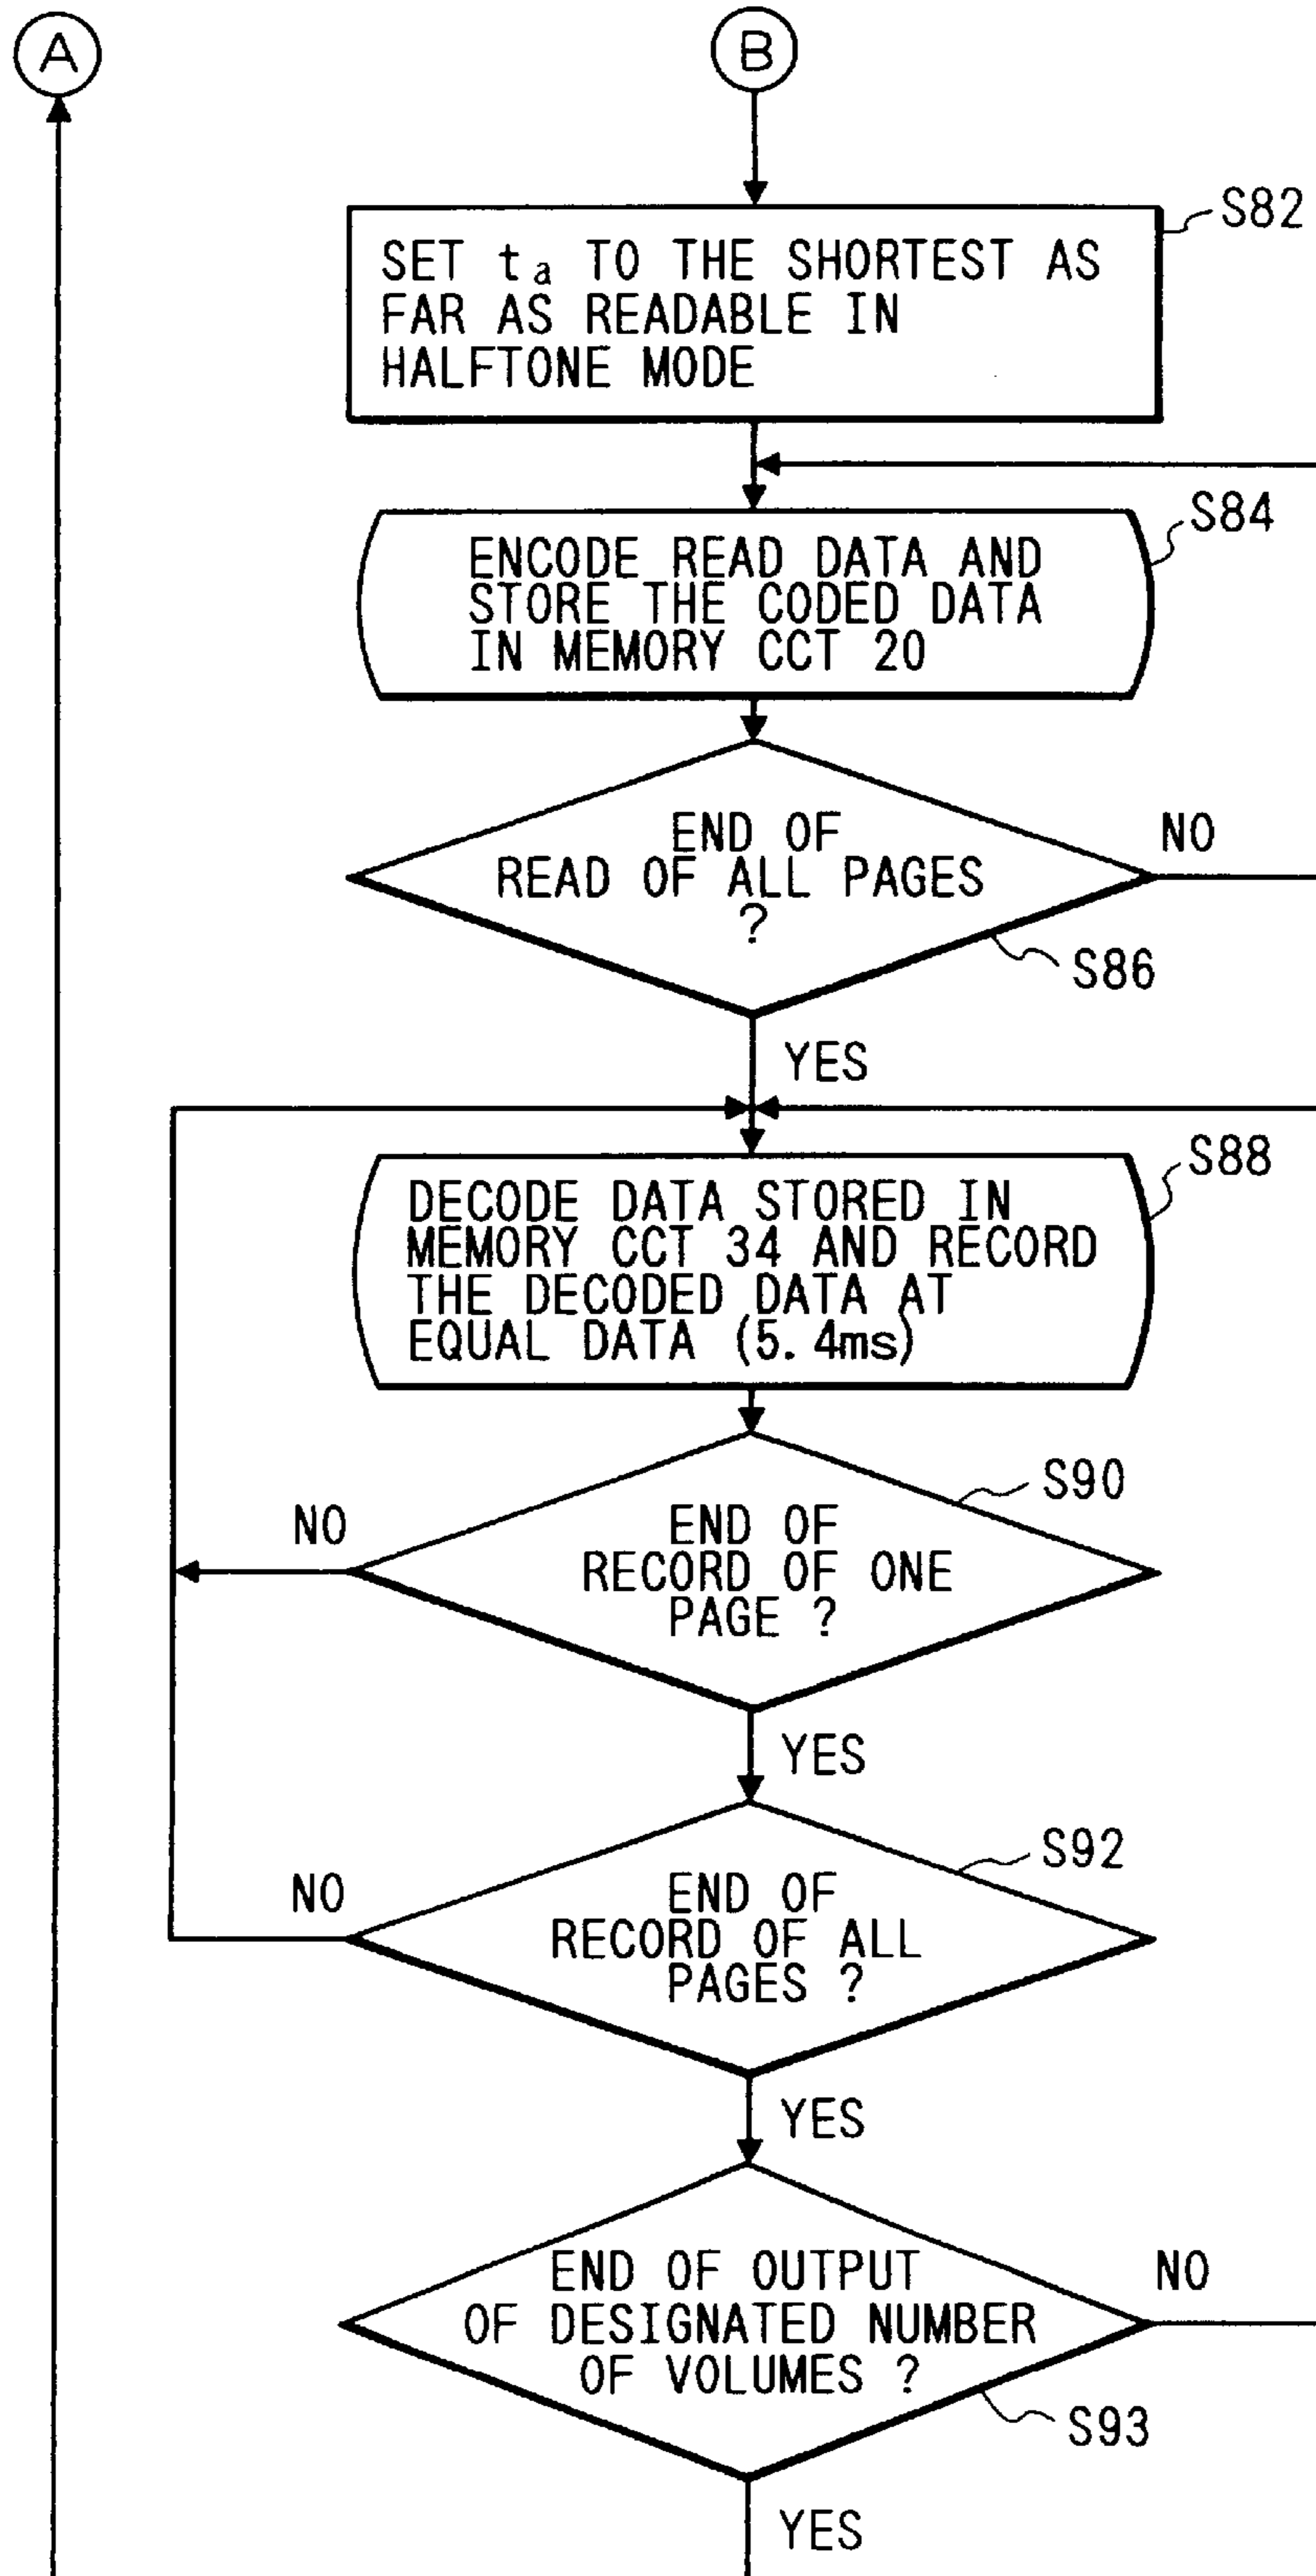 A
B
S82
SET ta TO THE SHORTEST AS
FAR AS READABLE IN
HALFTONE MODE
S84
ENCODE READ DATA AND
STORE THE CODED DATA
IN MEMORY CCT 20
END OF
READ OF ALL PAGES
?
NO
S86
YES
S88
DECODE DATA STORED IN
MEMORY CCT 34 AND RECORD
THE DECODED DATA AT
EQUAL DATA (5.4ms)
S90
NO
END OF
RECORD OF ONE
PAGE ?
YES
S92
NO
END OF
RECORD OF ALL
PAGES ?
YES
END OF OUTPUT
OF DESIGNATED NUMBER
OF VOLUMES ?
NO
S93
YES